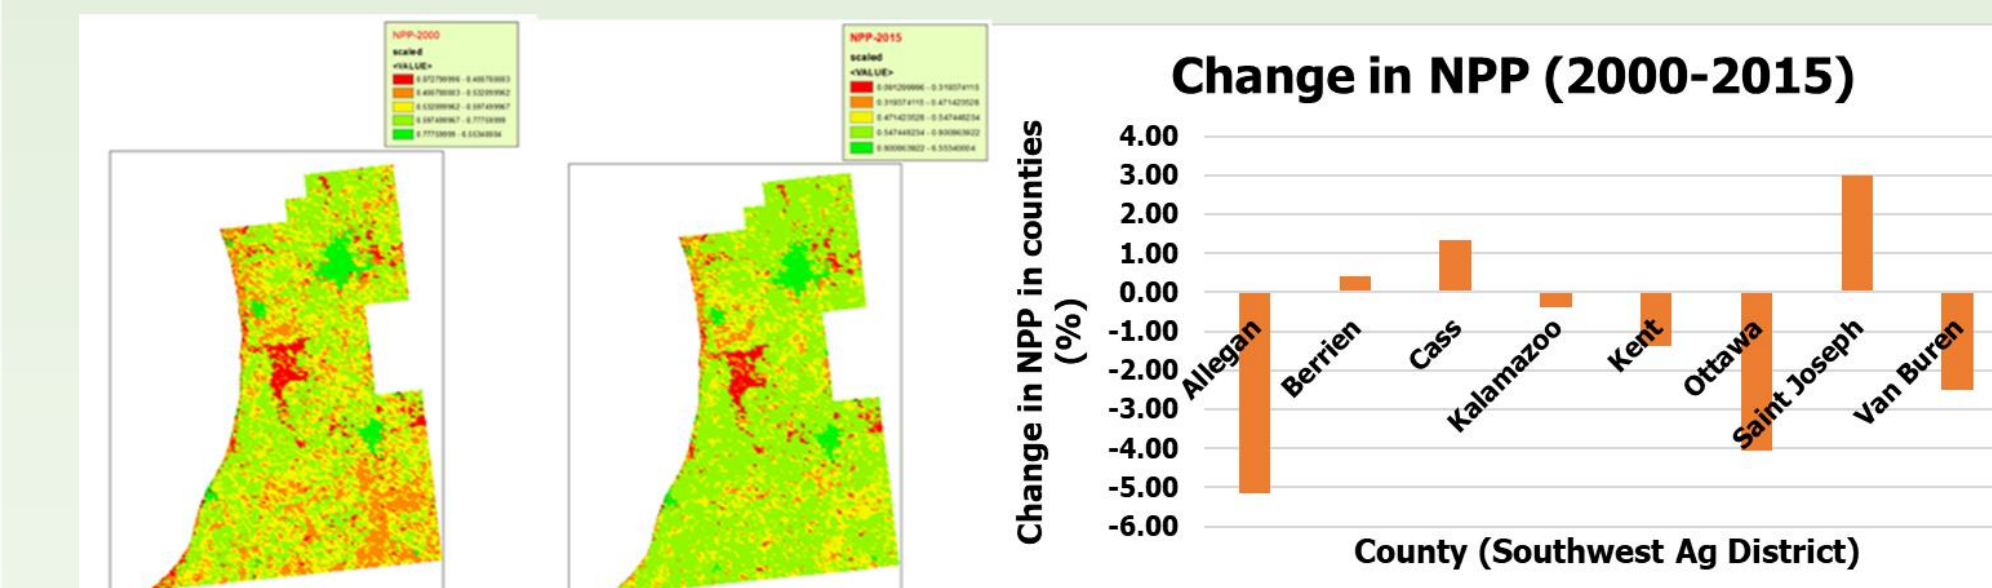 NPP-2000
scaled
<VALUE>
NPP-2015
scaled
<VALUE>
Change in NPP (2000-2015)
Change in NPP in counties
(%)
4.00
3.00
2.00
1.00
0.00
-1.00
-2.00
-3.00
-4.00
-5.00
-6.00
Allegan
Berrien
Cass
Kalamazoo
Kent
Ottawa
Saint Joseph
Van Buren
County (Southwest Ag District)